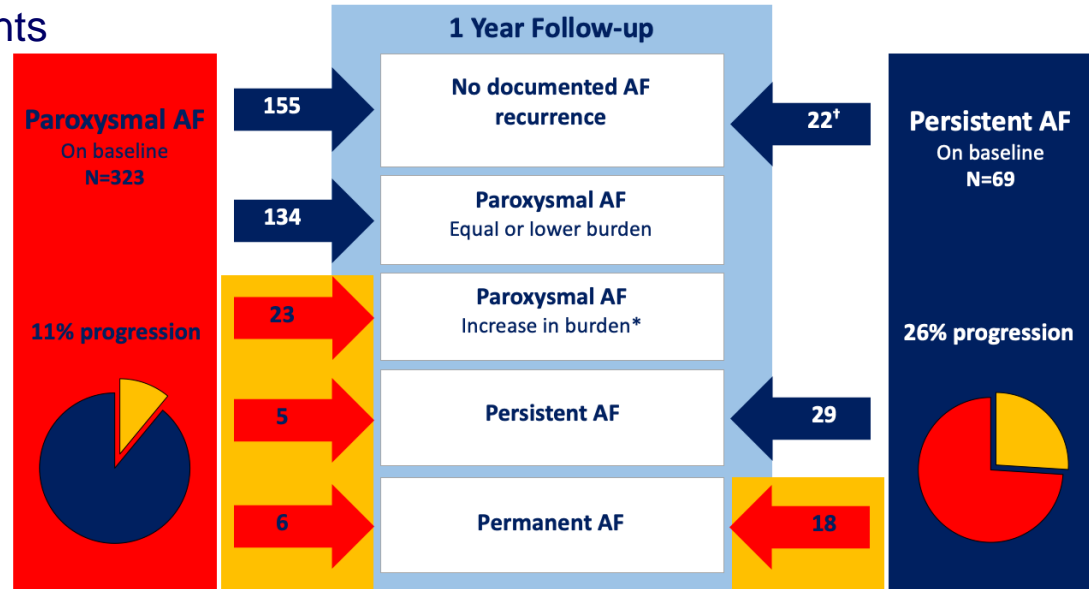 nts
1 Year Follow-up
Paroxysmal AF
On baseline
N=323
11% progression
155
134
23
5
6
No documented AF
recurrence
Paroxysmal AF
Equal or lower burden
Paroxysmal AF
Increase in burden*
Persistent AF
Permanent AF
22†
29
18
Persistent AF
On baseline
N=69
26% progression